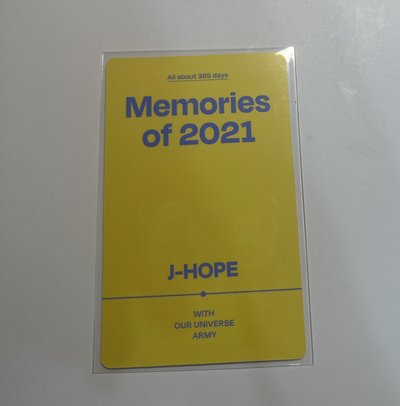 All about 365 days
Memories
of 2021
J-HOPE
WITH
OUR UNIVERSE
ARMY